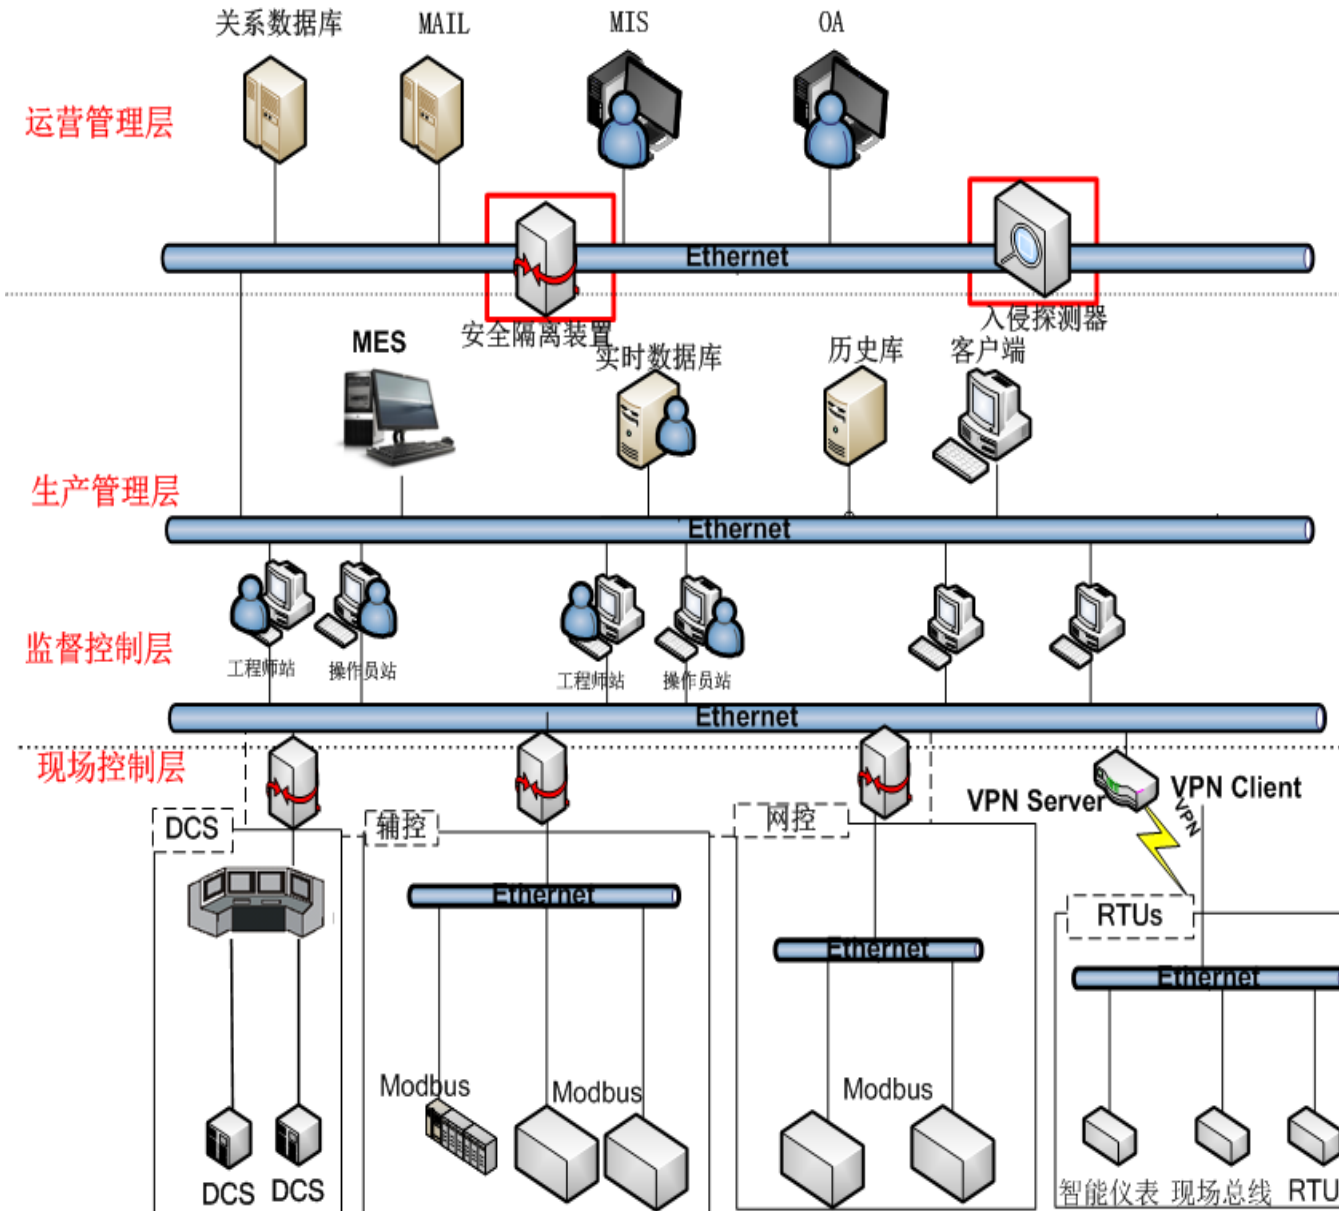 关系数据库
MAIL
MIS
OA
运营管理层
Ethernet
安全隔离装置
入侵探测器
MES
实时数据库
历史库
客户端
生产管理层
Ethernet
工程师站
操作员站
工程师站
操作员站
监督控制层
Ethernet
现场控制层
VPN Server
VPN Client
VPN
DCS
辅控
网控
RTUs
Ethernet
Ethernet
Ethernet
Modbus
Modbus
Modbus
DCS
DCS
智能仪表
现场总线
RTU